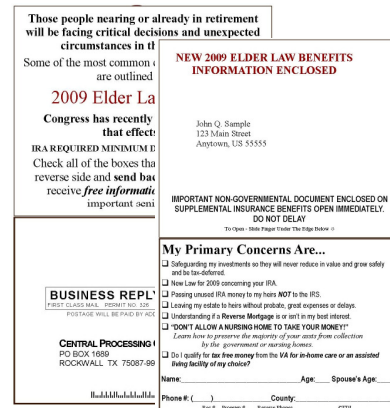 Those people nearing or already in retirement
will be facing critical decisions and unexpected
circumstances in th
Some of the most common
are outlined
2009 Elder La
Congress has recently
that effects
IRA REQUIRED MINIMUM D
Check all of the boxes tha
reverse side and send bac
receive free informatio
important seni
BUSINESS REPLY
FIRST CLASS MAIL PERMIT NO. 326
POSTAGE WILL BE PAID BY ADD
CENTRAL PROCESSING
PO BOX 1689
ROCKWALL TX 75087-99
NEW 2009 ELDER LAW BENEFITS
INFORMATION ENCLOSED
John Q. Sample
123 Main Street
Anytown, US 55555
IMPORTANT NON-GOVERNMENTAL DOCUMENT ENCLOSED ON
SUPPLEMENTAL INSURANCE BENEFITS OPEN IMMEDIATELY.
DO NOT DELAY
To Open - Slide Finger Under The Edge Below
My Primary Concerns Are...
Safeguarding my investments so they will never reduce in value and grow safely
and be tax-deferred.
New Law for 2009 concerning your IRA.
Passing unused IRA money to my heirs NOT to the IRS.
Leaving my estate to heirs without probate, great expenses or delays.
Understanding if a Reverse Mortgage is or isn't in my best interest.
"DON'T ALLOW A NURSING HOME TO TAKE YOUR MONEY!"
Learn how to preserve the majority of your assts from collection
by the government or nursing homes.
Do I qualify for tax free money from the VA for in-home care or an assisted
living facility of my choice?
Name: Age: Spouse's Age:
Phone #: ( ) County: